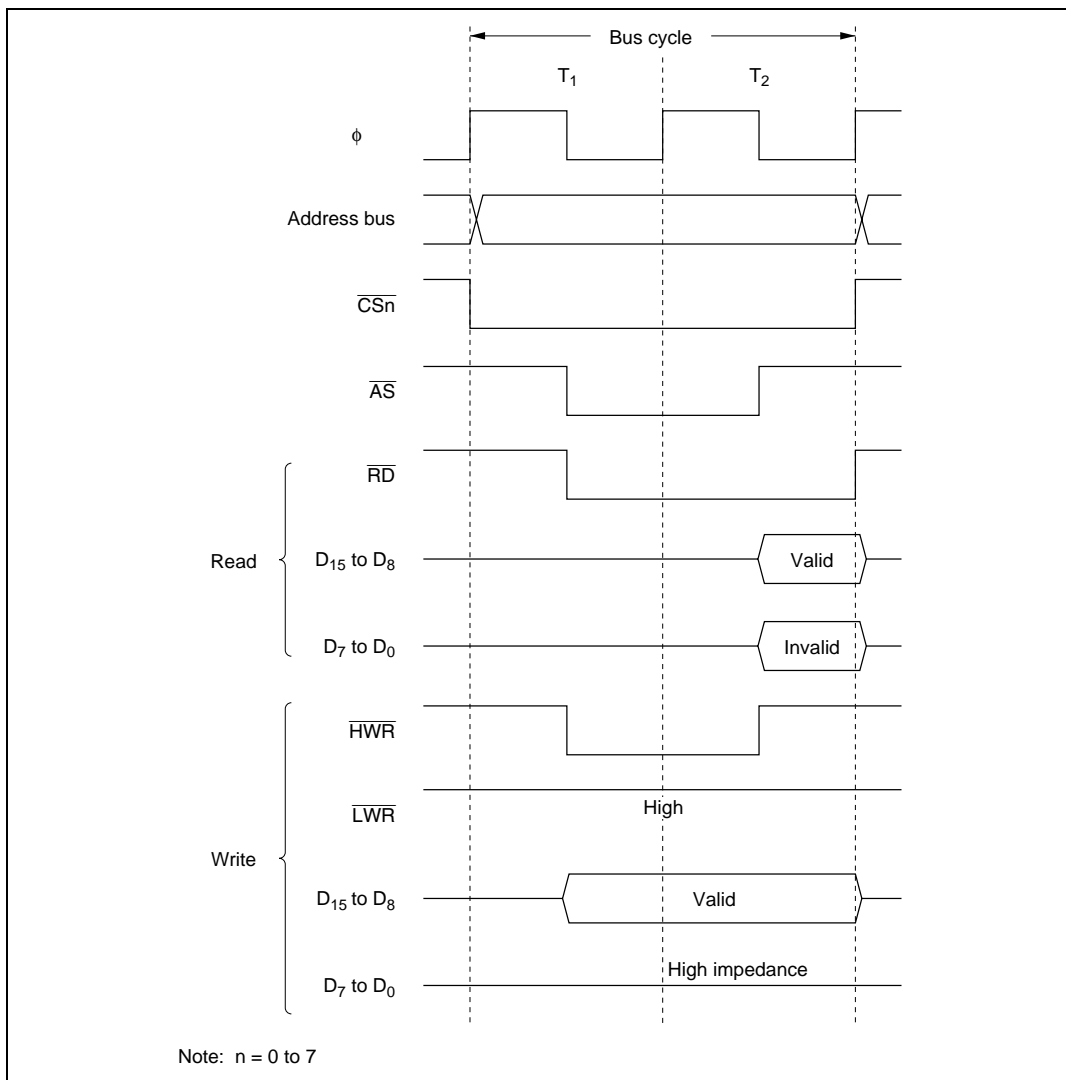 Bus cycle
T1 T2
ϕ
Address bus
CSn
AS
RD
Read
D15 to D8 Valid
D7 to D0 Invalid
HWR
LWR High
Write
D15 to D8 Valid
D7 to D0 High impedance
Note: n = 0 to 7